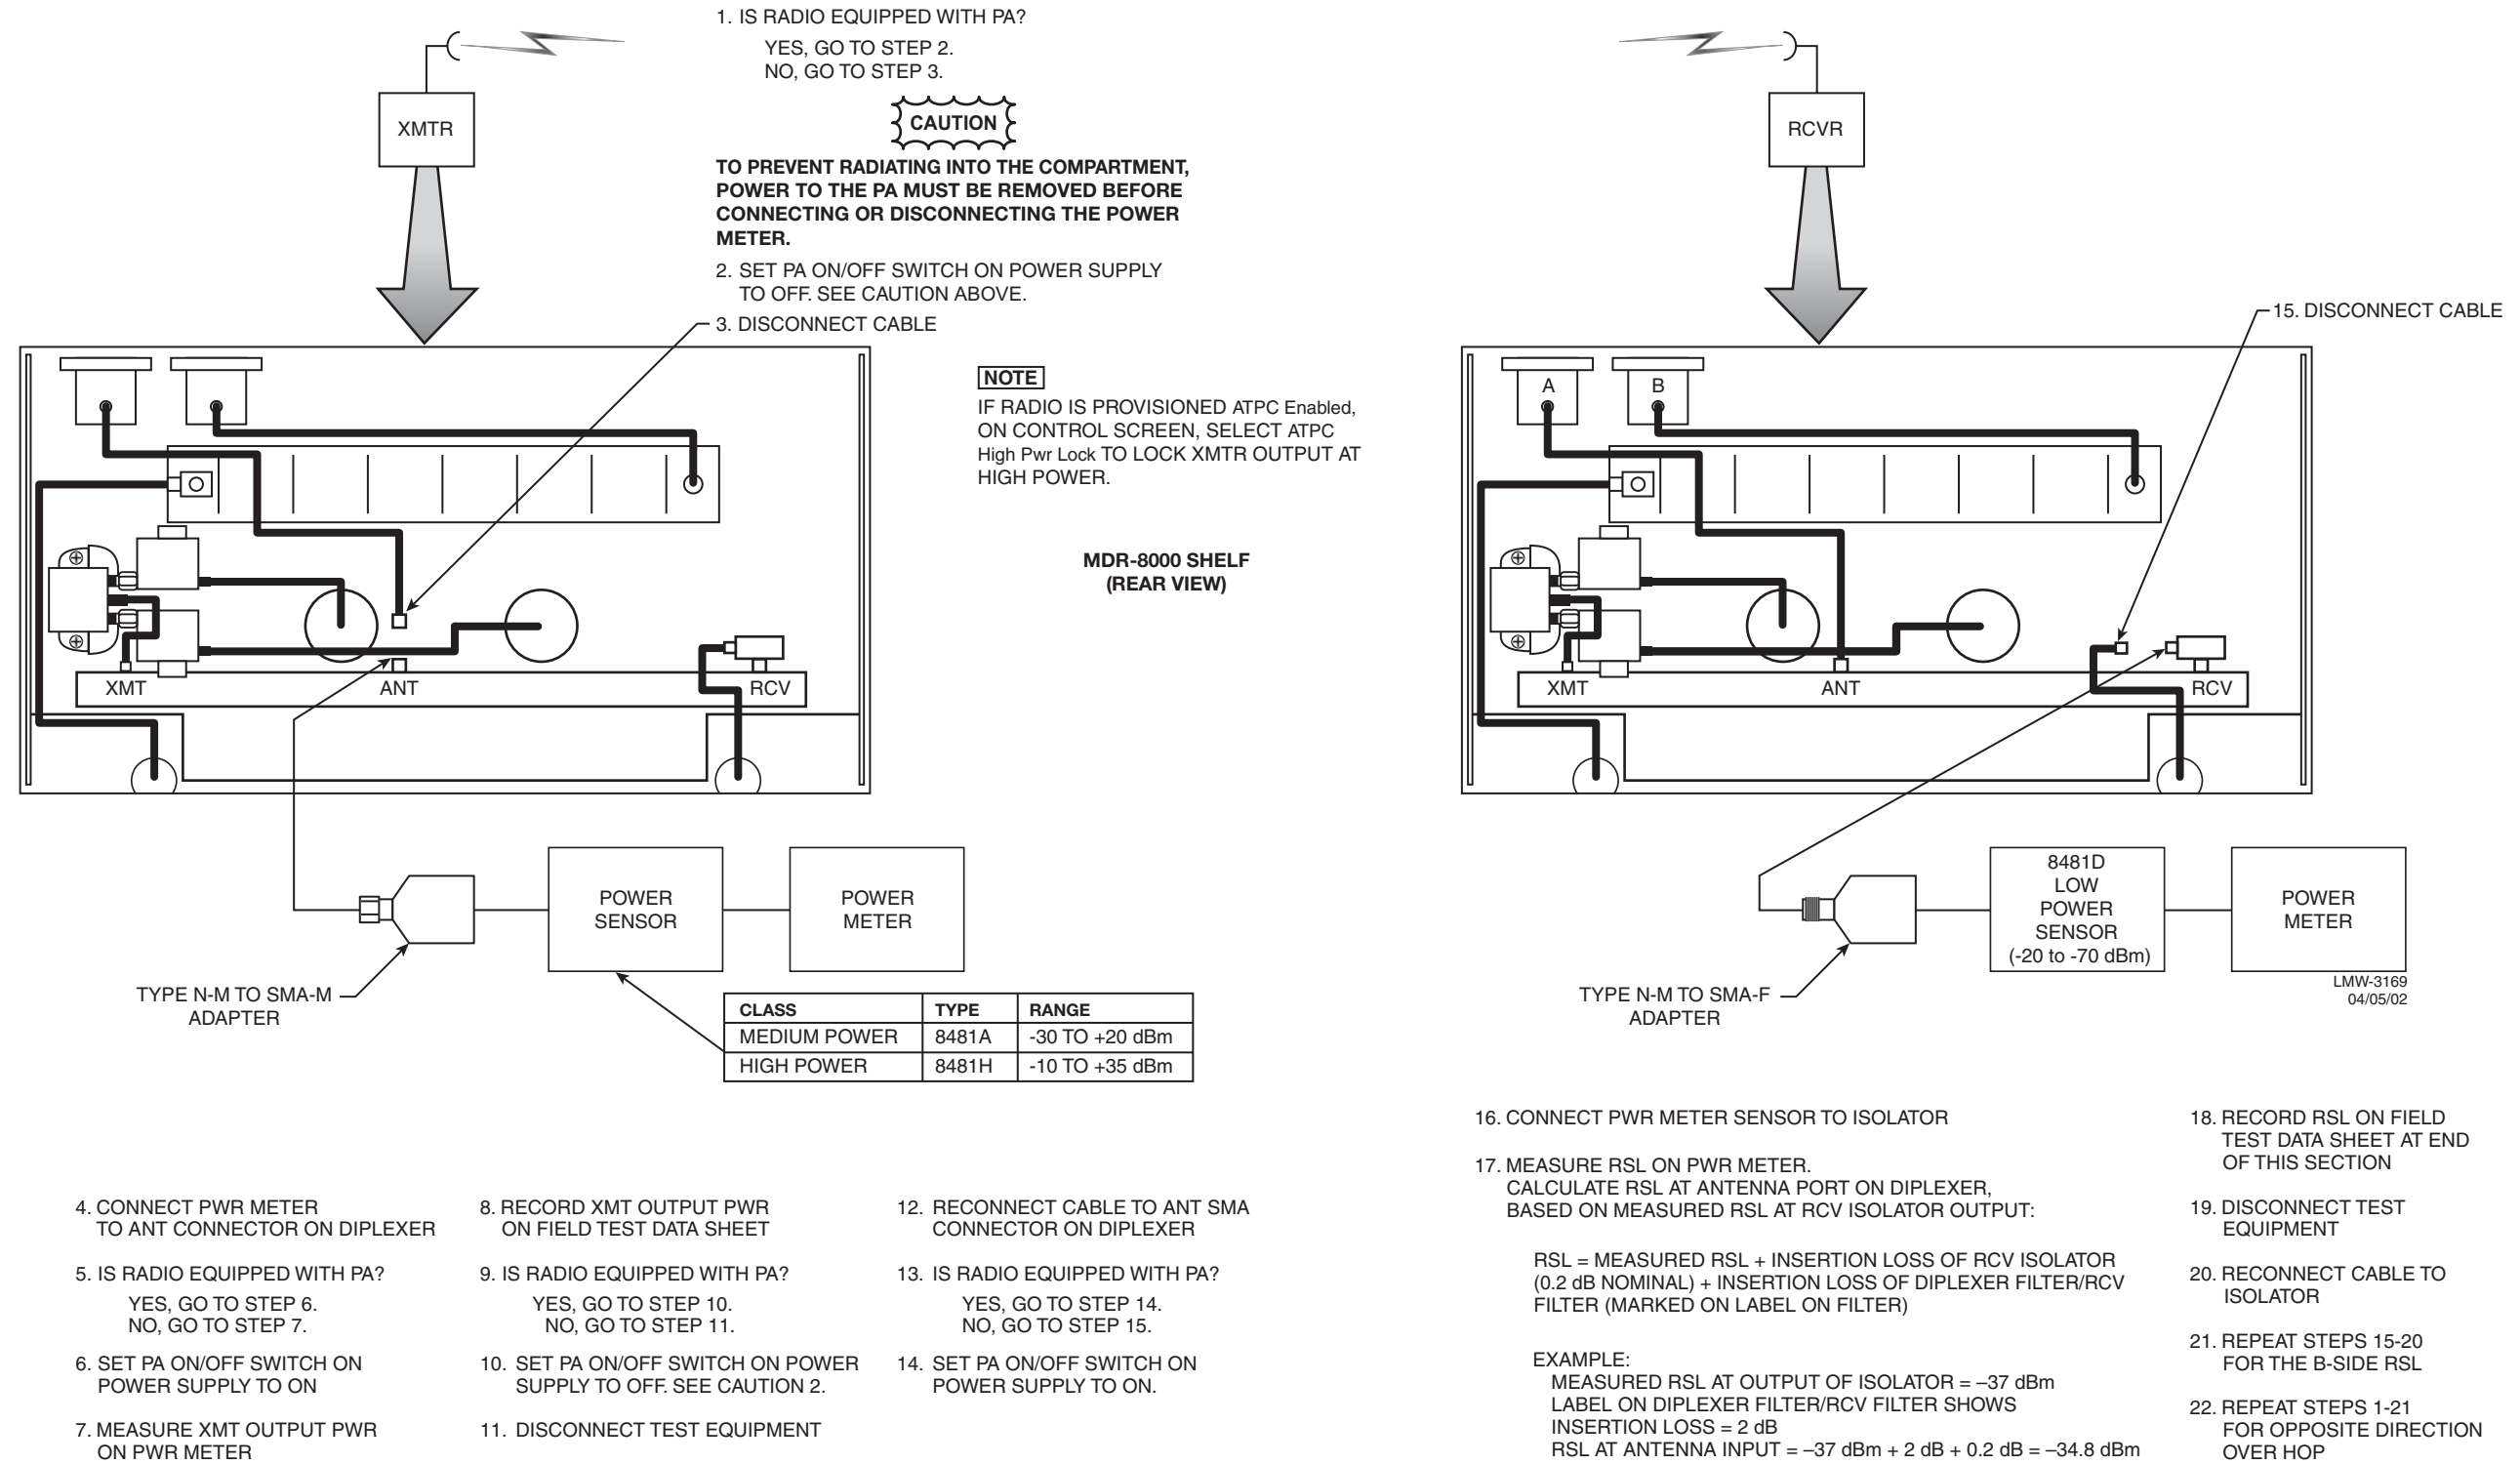 1. IS RADIO EQUIPPED WITH PA?
YES, GO TO STEP 2.
NO, GO TO STEP 3.
XMTR
CAUTION
TO PREVENT RADIATING INTO THE COMPARTMENT,
POWER TO THE PA MUST BE REMOVED BEFORE
CONNECTING OR DISCONNECTING THE POWER
METER.
2. SET PA ON/OFF SWITCH ON POWER SUPPLY
TO OFF. SEE CAUTION ABOVE.
3. DISCONNECT CABLE
NOTE
IF RADIO IS PROVISIONED ATPC Enabled,
ON CONTROL SCREEN, SELECT ATPC
High Pwr Lock TO LOCK XMTR OUTPUT AT
HIGH POWER.
MDR-8000 SHELF
(REAR VIEW)
XMT
ANT
RCV
POWER
SENSOR
POWER
METER
TYPE N-M TO SMA-M
ADAPTER
CLASS TYPE RANGE
MEDIUM POWER 8481A -30 TO +20 dBm
HIGH POWER 8481H -10 TO +35 dBm
4. CONNECT PWR METER
TO ANT CONNECTOR ON DIPLEXER
5. IS RADIO EQUIPPED WITH PA?
YES, GO TO STEP 6.
NO, GO TO STEP 7.
6. SET PA ON/OFF SWITCH ON
POWER SUPPLY TO ON
7. MEASURE XMT OUTPUT PWR
ON PWR METER
8. RECORD XMT OUTPUT PWR
ON FIELD TEST DATA SHEET
9. IS RADIO EQUIPPED WITH PA?
YES, GO TO STEP 10.
NO, GO TO STEP 11.
10. SET PA ON/OFF SWITCH ON POWER
SUPPLY TO OFF. SEE CAUTION 2.
11. DISCONNECT TEST EQUIPMENT
12. RECONNECT CABLE TO ANT SMA
CONNECTOR ON DIPLEXER
13. IS RADIO EQUIPPED WITH PA?
YES, GO TO STEP 14.
NO, GO TO STEP 15.
14. SET PA ON/OFF SWITCH ON
POWER SUPPLY TO ON.
RCVR
15. DISCONNECT CABLE
A
B
XMT
ANT
RCV
8481D
LOW
POWER
SENSOR
(-20 to -70 dBm)
POWER
METER
LMW-3169
04/05/02
TYPE N-M TO SMA-F
ADAPTER
16. CONNECT PWR METER SENSOR TO ISOLATOR
17. MEASURE RSL ON PWR METER.
CALCULATE RSL AT ANTENNA PORT ON DIPLEXER,
BASED ON MEASURED RSL AT RCV ISOLATOR OUTPUT:
RSL = MEASURED RSL + INSERTION LOSS OF RCV ISOLATOR
(0.2 dB NOMINAL) + INSERTION LOSS OF DIPLEXER FILTER/RCV
FILTER (MARKED ON LABEL ON FILTER)
EXAMPLE:
MEASURED RSL AT OUTPUT OF ISOLATOR = –37 dBm
LABEL ON DIPLEXER FILTER/RCV FILTER SHOWS
INSERTION LOSS = 2 dB
RSL AT ANTENNA INPUT = –37 dBm + 2 dB + 0.2 dB = –34.8 dBm
18. RECORD RSL ON FIELD
TEST DATA SHEET AT END
OF THIS SECTION
19. DISCONNECT TEST
EQUIPMENT
20. RECONNECT CABLE TO
ISOLATOR
21. REPEAT STEPS 15-20
FOR THE B-SIDE RSL
22. REPEAT STEPS 1-21
FOR OPPOSITE DIRECTION
OVER HOP